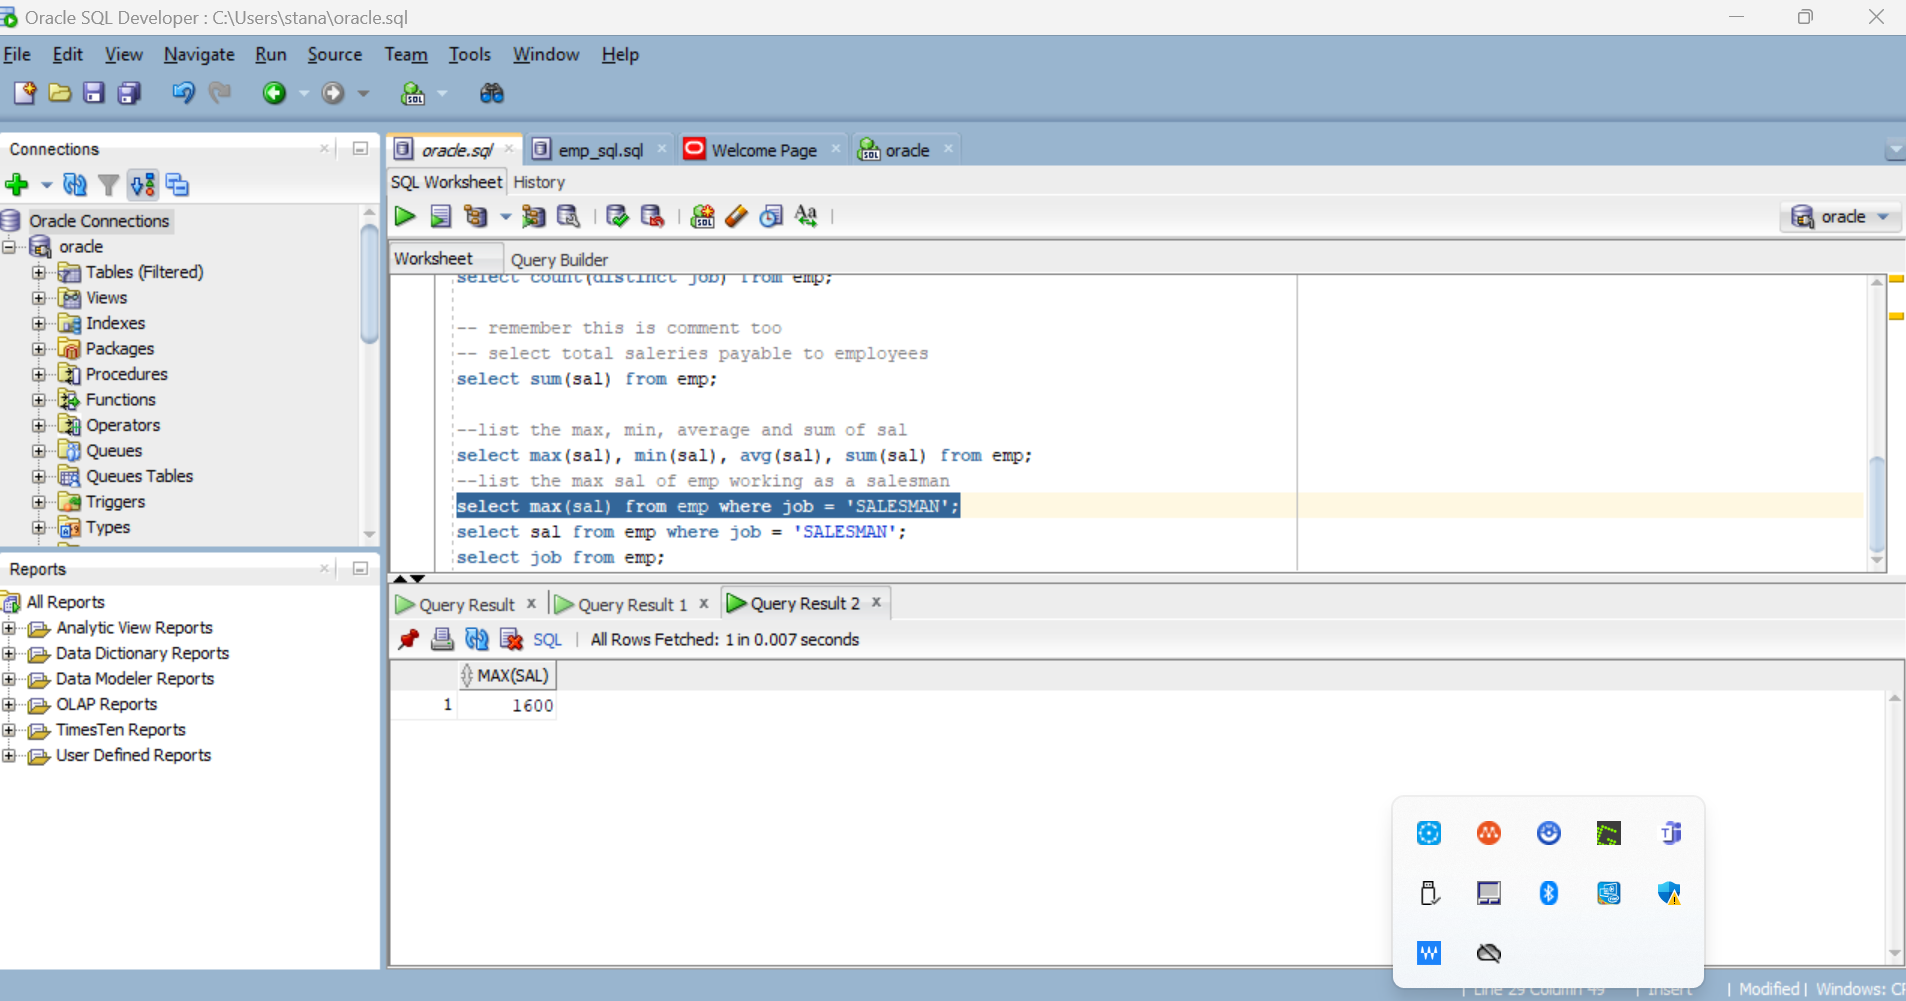 Oracle SQL Developer : C:\Users\stana\oracle.sql
File Edit View Navigate Run Source Team Tools Window Help
Connections
Oracle Connections
oracle
Tables (Filtered)
Views
Indexes
Packages
Procedures
Functions
Operators
Queues
Queues Tables
Triggers
Types
Reports
All Reports
Analytic View Reports
Data Dictionary Reports
Data Modeler Reports
OLAP Reports
TimesTen Reports
User Defined Reports
oracle.sql emp_sql.sql Welcome Page oracle
SQL Worksheet History
oracle
Worksheet Query Builder
select count(distinct job) from emp;
-- remember this is comment too
-- select total saleries payable to employees
select sum(sal) from emp;
--list the max, min, average and sum of sal
select max(sal), min(sal), avg(sal), sum(sal) from emp;
--list the max sal of emp working as a salesman
select max(sal) from emp where job = 'SALESMAN';
select sal from emp where job = 'SALESMAN';
select job from emp;
Query Result Query Result 1 Query Result 2
SQL | All Rows Fetched: 1 in 0.007 seconds
MAX(SAL)
1 1600
| Line 29 Column 49 | Insert | Modified | Windows: CR